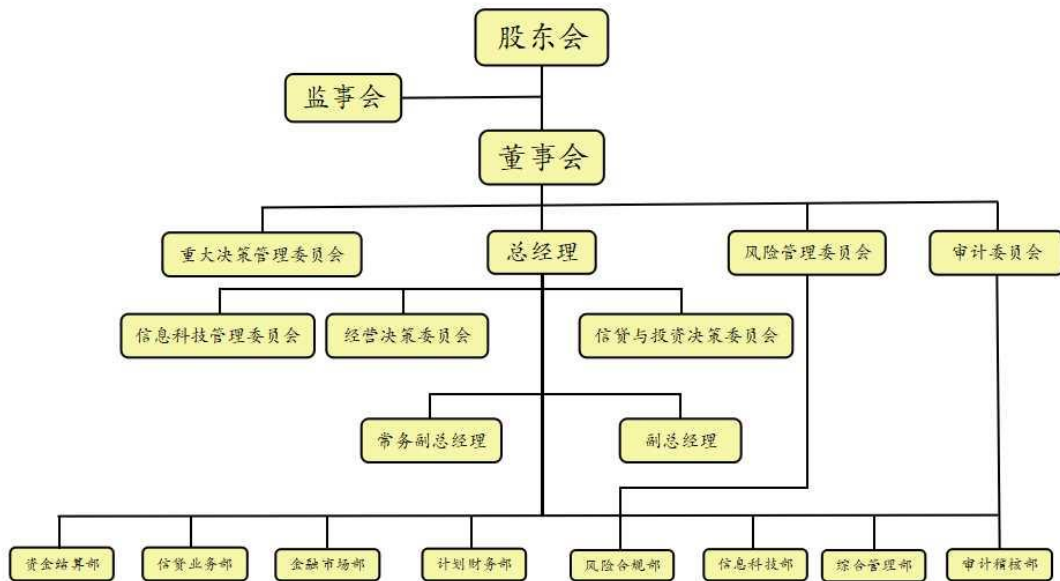 股东会
监事会
董事会
重大决策管理委员会
总经理
风险管理委员会
审计委员会
信息科技管理委员会
经营决策委员会
信贷与投资决策委员会
常务副总经理
副总经理
资金结算部
信贷业务部
金融市场部
计划财务部
风险合规部
信息科技部
综合管理部
审计稽核部